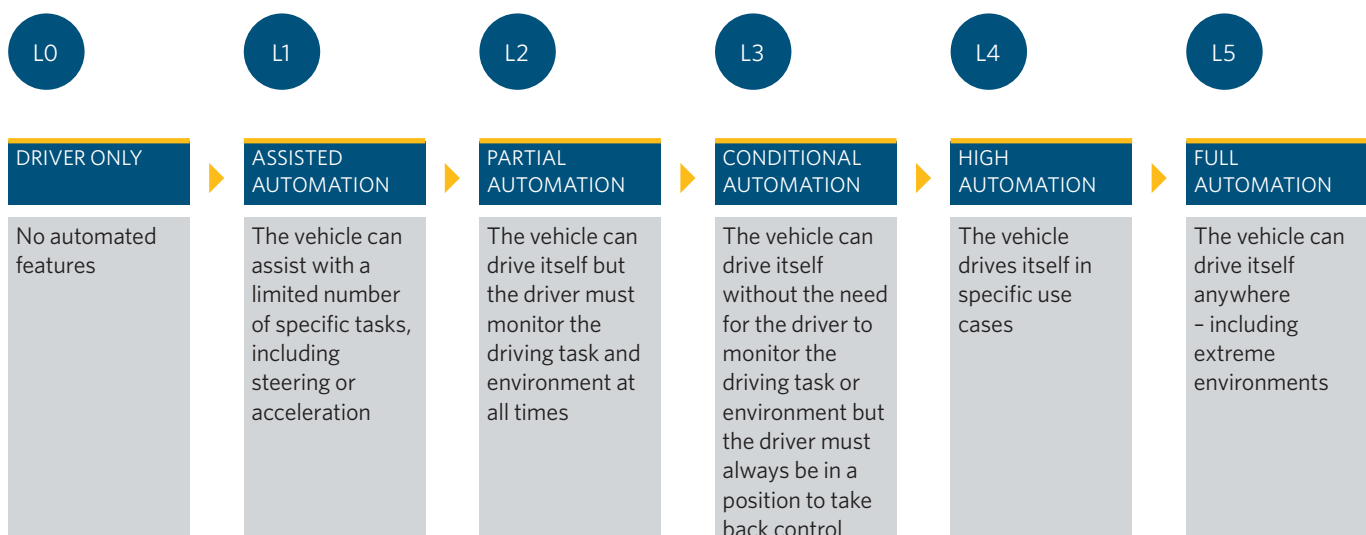 L0
L1
L2
L3
L4
L5
DRIVER ONLY
ASSISTED
AUTOMATION
PARTIAL
AUTOMATION
CONDITIONAL
AUTOMATION
HIGH
AUTOMATION
FULL
AUTOMATION
No automated
features
The vehicle can
assist with a
limited number
of specific tasks,
including
steering or
acceleration
The vehicle can
drive itself but
the driver must
monitor the
driving task and
environment at
all times
The vehicle can
drive itself
without the need
for the driver to
monitor the
driving task or
environment but
the driver must
always be in a
position to take
back control
The vehicle
drives itself in
specific use
cases
The vehicle can
drive itself
anywhere
– including
extreme
environments